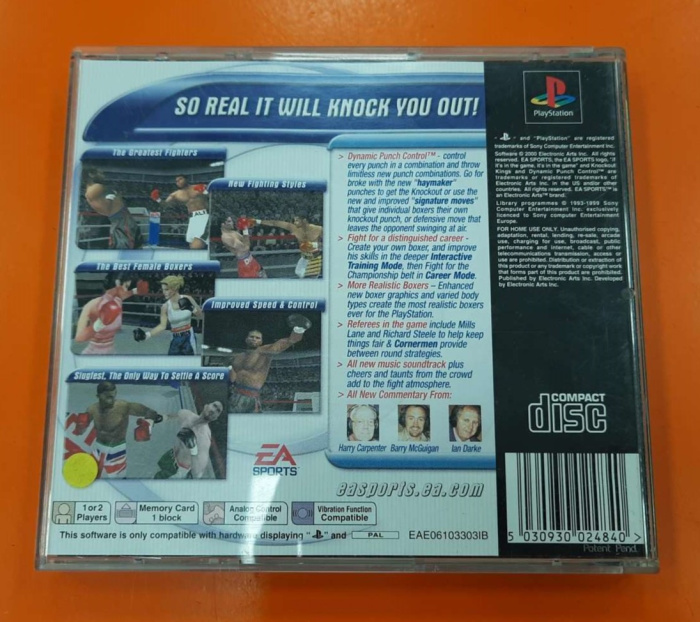 SO REAL IT WILL KNOCK YOU OUT!
The Greatest Fighters
New Fighting Styles
The Best Female Boxers
Improved Speed & Control
Slugfest, The Only Way To Settle A Score
> Dynamic Punch Control™ - control
every punch in a combination and throw
limitless new punch combinations. Go for
broke with the new "haymaker"
punches to get the Knockout or use the
new and improved "signature moves"
that give individual boxers their own
knockout punch, or defensive move that
leaves the opponent swinging at air.
> Fight for a distinguished career -
Create your own boxer, and improve
his skills in the deeper Interactive
Training Mode, then Fight for the
Championship belt in Career Mode.
> More Realistic Boxers – Enhanced
new boxer graphics and varied body
types create the most realistic boxers
ever for the PlayStation.
> Referees in the game include Mills
Lane and Richard Steele to help keep
things fair & Cornermen provide
between round strategies.
> All new music soundtrack plus
cheers and taunts from the crowd
add to the fight atmosphere.
> All New Commentary From:
Harry Carpenter Barry McGuigan Ian Darke
EA
SPORTS
easports.ea.com
1 or 2
Players
Memory Card
1 block
Analog Control
Compatible
Vibration Function
Compatible
This software is only compatible with hardware displaying " " and PAL EAE06103303IB
PlayStation
" " and "PlayStation" are registered
trademarks of Sony Computer Entertainment Inc.
Software © 2000 Electronic Arts Inc. All rights
reserved. EA SPORTS, the EA SPORTS logo, "If
it's in the game, it's in the game" and Knockout
Kings and Dynamic Punch Control™ are
trademarks or registered trademarks of
Electronic Arts Inc. in the US and/or other
countries. All rights reserved. EA SPORTS™ is
an Electronic Arts™ brand.
Library programmes © 1993-1998 Sony
Computer Entertainment Inc. exclusively
licenced to Sony computer Entertainment
Europe.
FOR HOME USE ONLY. Unauthorised copying,
adaptation, rental, lending, re-sale, arcade
use, charging for use, broadcast, public
performance and internet, cable or other
telecommunications transmission, access or
use are prohibited. Distribution or extraction of
this product or any trademark or copyright work
that forms part of this product are prohibited.
Published by Electronic Arts Inc. Developed
by Electronic Arts Inc.
COMPACT
disc
5 030930 024840 >
Patent Pend.